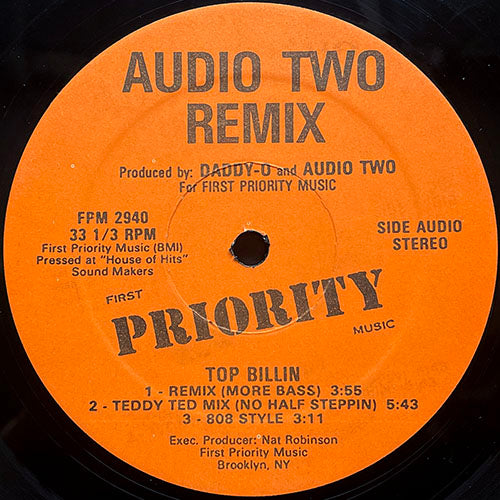 AUDIO TWO
REMIX
Produced by: DADDY-O and AUDIO TWO
For FIRST PRIORITY MUSIC
FPM 2940
33 1/3 RPM
First Priority Music (BMI)
Pressed at "House of Hits"
Sound Makers
SIDE AUDIO
STEREO
FIRST
PRIORITY
MUSIC
TOP BILLIN
1 - REMIX (MORE BASS) 3:55
2 - TEDDY TED MIX (NO HALF STEPPIN) 5:43
3 - 808 STYLE 3:11
Exec. Producer: Nat Robinson
First Priority Music
Brooklyn, NY